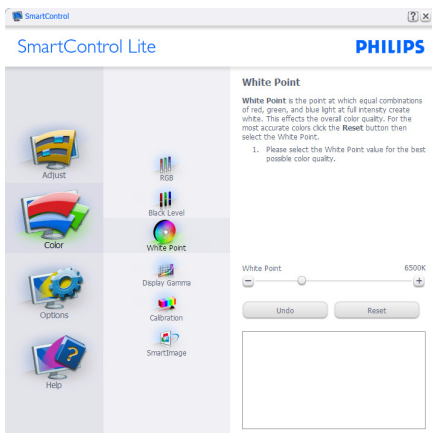 SmartControl
SmartControl Lite
PHILIPS
Adjust
Color
Options
Help
RGB
Black Level
White Point
Display Gamma
Calibration
SmartImage
White Point
White Point is the point at which equal combinations
of red, green, and blue light at full intensity create
white. This effects the overall color quality. For the
most accurate colors click the Reset button then
select the White Point.
1. Please select the White Point value for the best
possible color quality.
White Point 6500K
Undo Reset